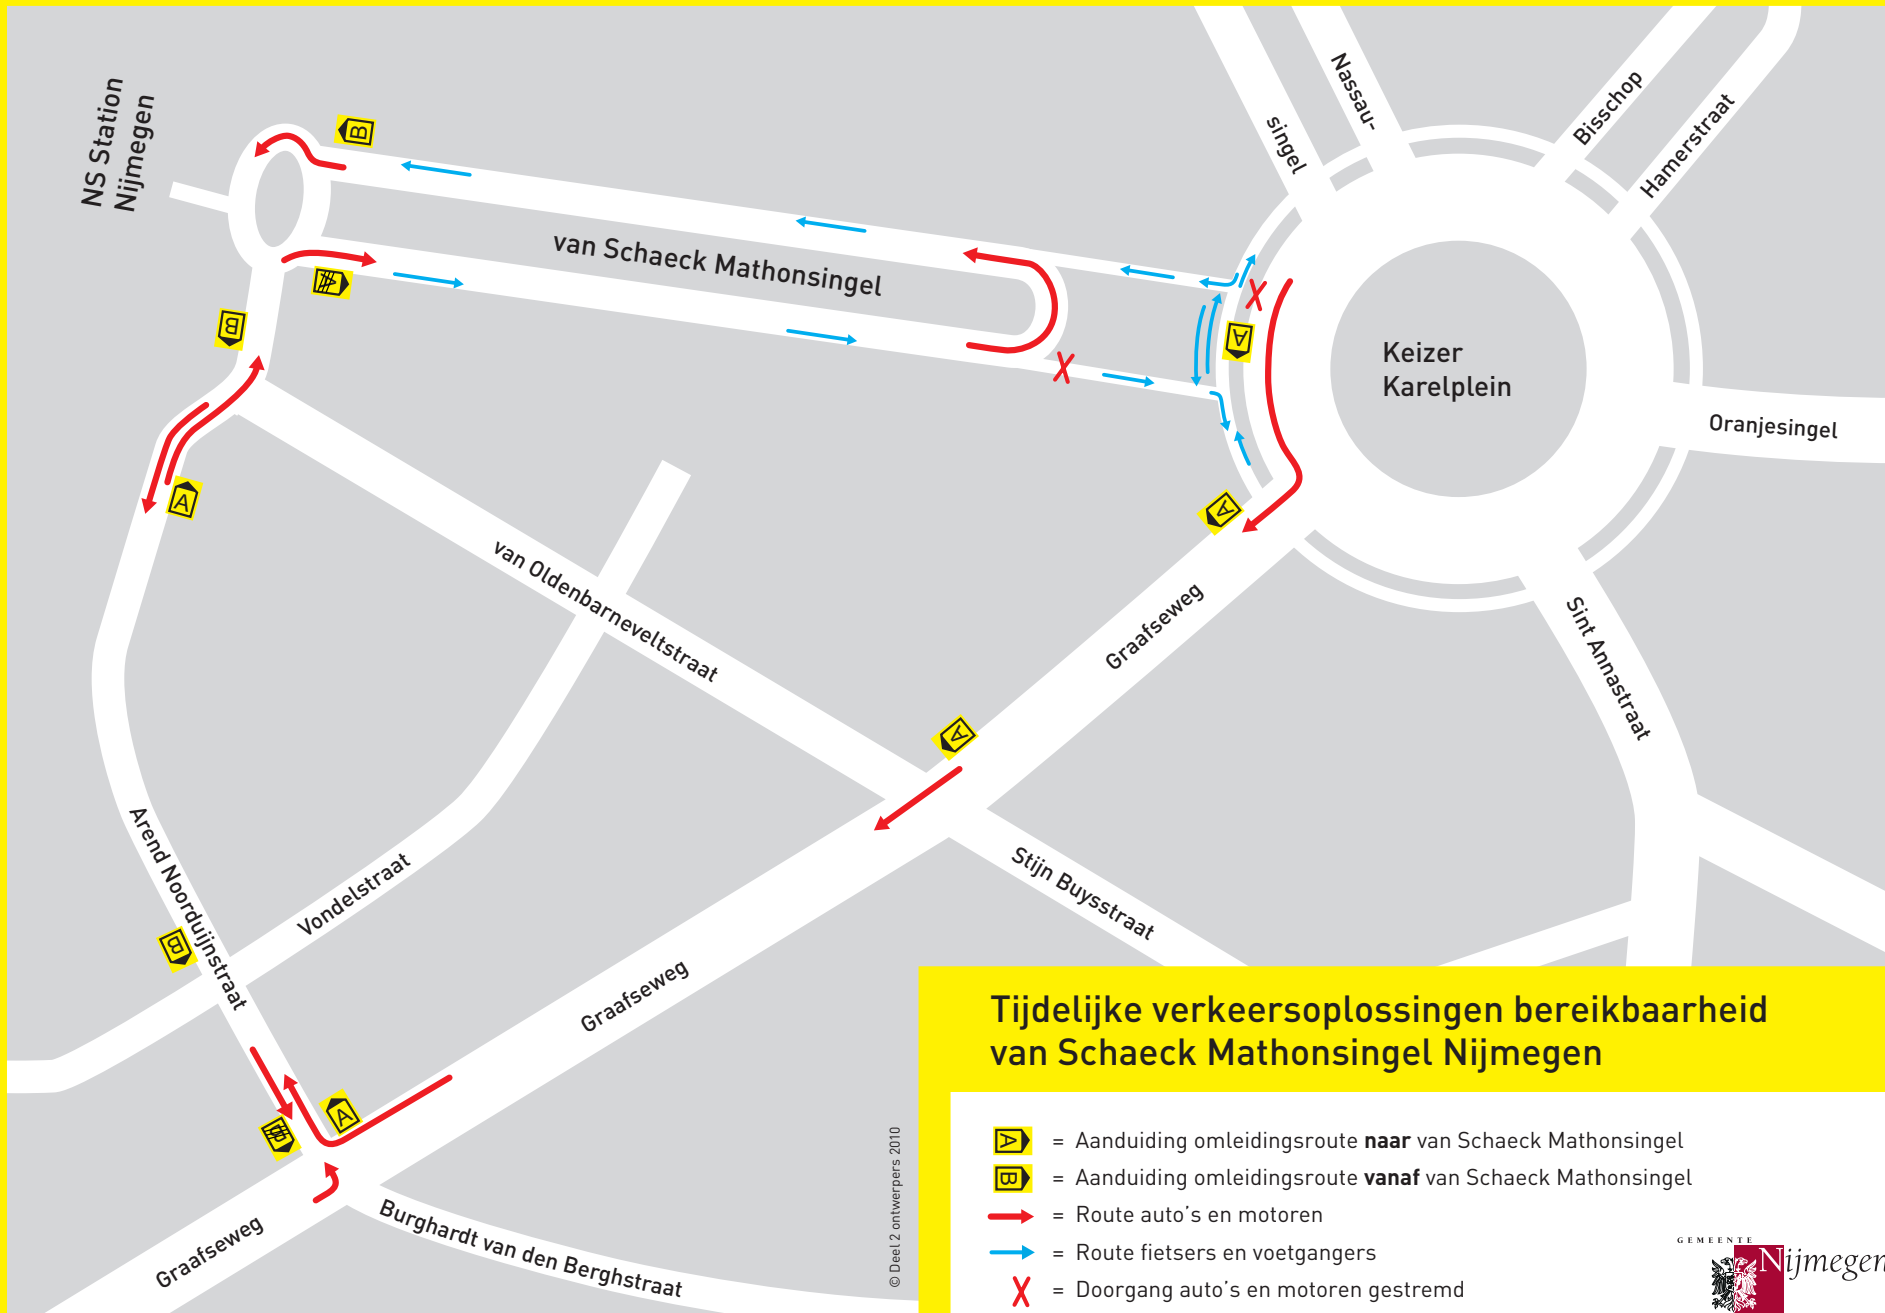 NS Station
Nijmegen
B
A
B
A
van Schaeck Mathonsingel
singel
Nassau-
Bisschop
Hamerstraat
A
Keizer
Karelplein
Oranjesingel
A
van Oldenbarneveltstraat
Graafseweg
Sint Annastraat
A
Arend Noorduijnstraat
Vondelstraat
Stijn Buysstraat
B
Graafseweg
A
B
Graafseweg
Burghardt van den Berghstraat
© Deel 2 ontwerpers 2010
Tijdelijke verkeersoplossingen bereikbaarheid
van Schaeck Mathonsingel Nijmegen
A = Aanduiding omleidingsroute naar van Schaeck Mathonsingel
B = Aanduiding omleidingsroute vanaf van Schaeck Mathonsingel
= Route auto's en motoren
= Route fietsers en voetgangers
= Doorgang auto's en motoren gestremd
GEMEENTE
Nijmegen